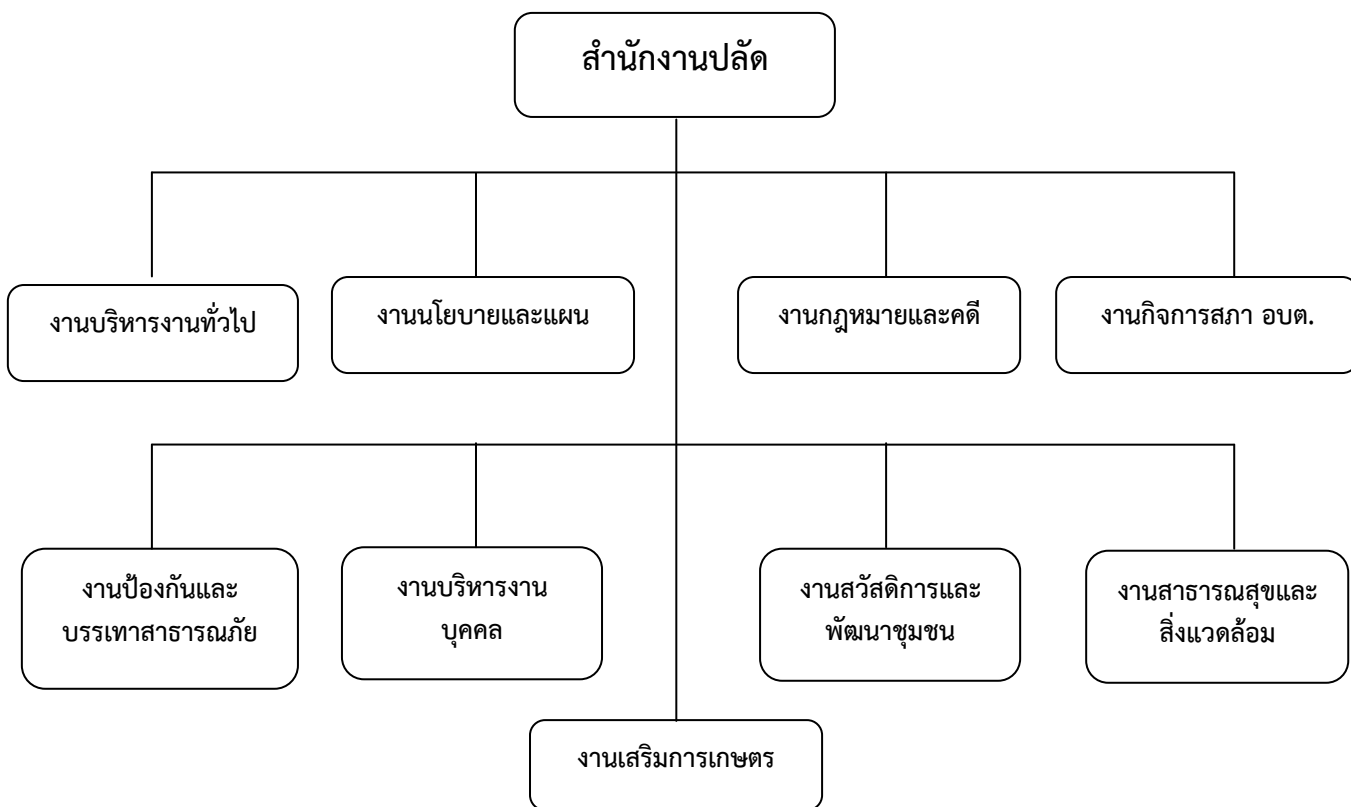 สำนักงานปลัด
งานบริหารงานทั่วไป
งานนโยบายและแผน
งานกฎหมายและคดี
งานกิจการสภา อบต.
งานป้องกันและ
บรรเทาสาธารณภัย
งานบริหารงาน
บุคคล
งานสวัสดิการและ
พัฒนาชุมชน
งานสาธารณสุขและ
สิ่งแวดล้อม
งานเสริมการเกษตร